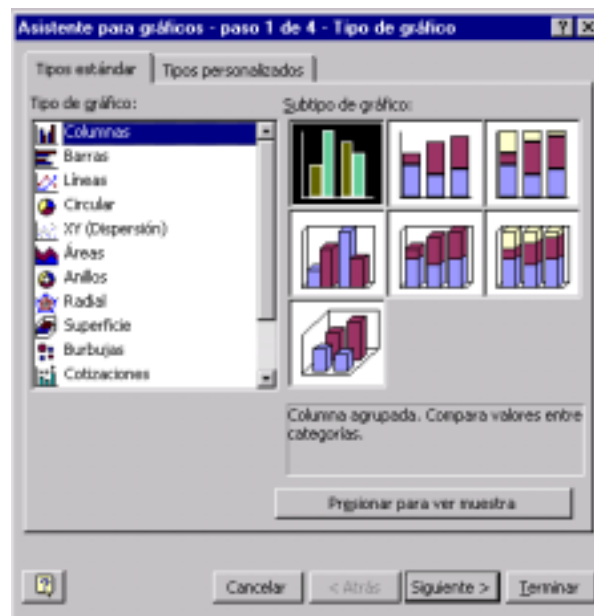 Asistente para gráficos - paso 1 de 4 - Tipo de gráfico
Tipos estándar
Tipos personalizados
Tipo de gráfico:
Subtipo de gráfico:
Columnas
Barras
Líneas
Circular
XY (Dispersión)
Áreas
Anillos
Radial
Superficie
Burbujas
Cotizaciones
Columna agrupada. Compara valores entre
categorías.
Presionar para ver muestra
Cancelar
< Atrás
Siguiente >
Terminar